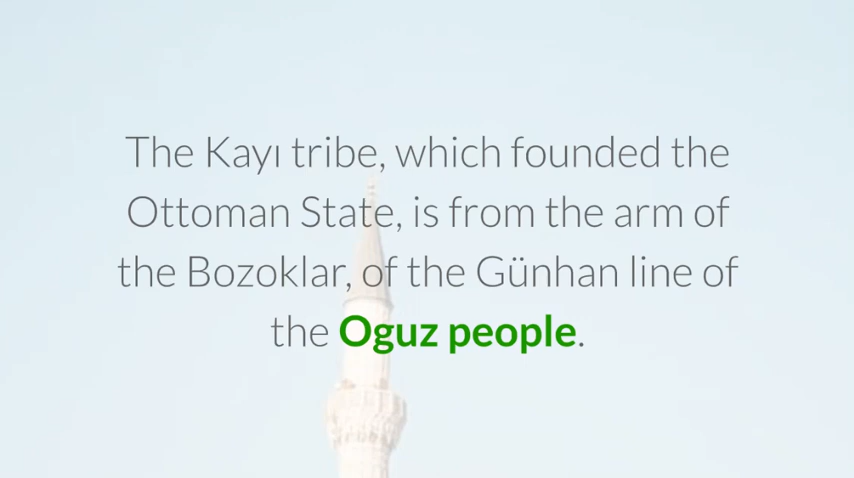 The Kayı tribe, which founded the
Ottoman State, is from the arm of
the Bozoklar, of the Günhan line of
the Oguz people.